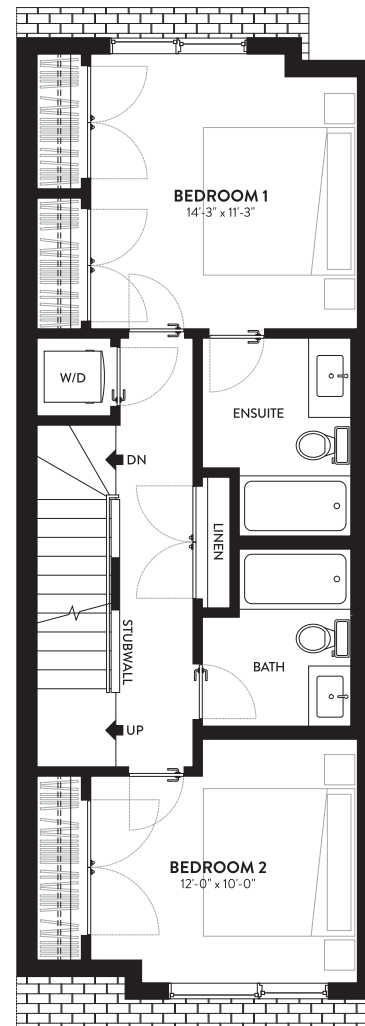 BEDROOM 1
14'-3" x 11'-3"
W/D
ENSUITE
DN
LINEN
STUBWALL
BATH
UP
BEDROOM 2
12'-0" x 10'-0"